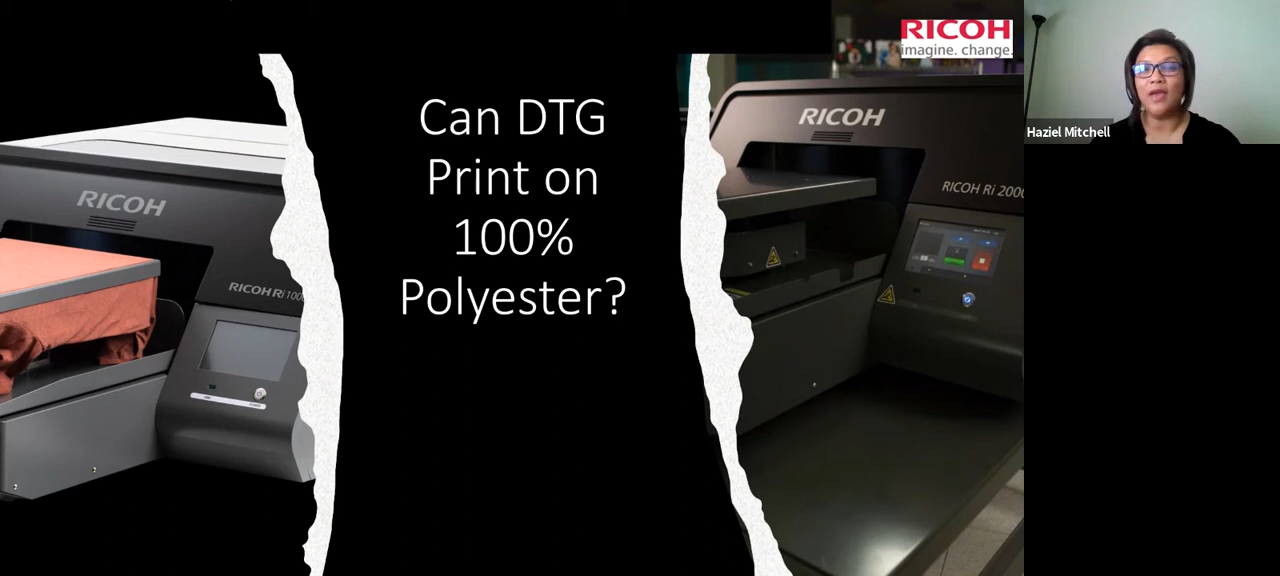 RICOH
imagine. change.
Can DTG
Print on
100%
Polyester?
RICOH
RICOH Ri 100
RICOH
RICOH Ri 2000
Haziel Mitchell